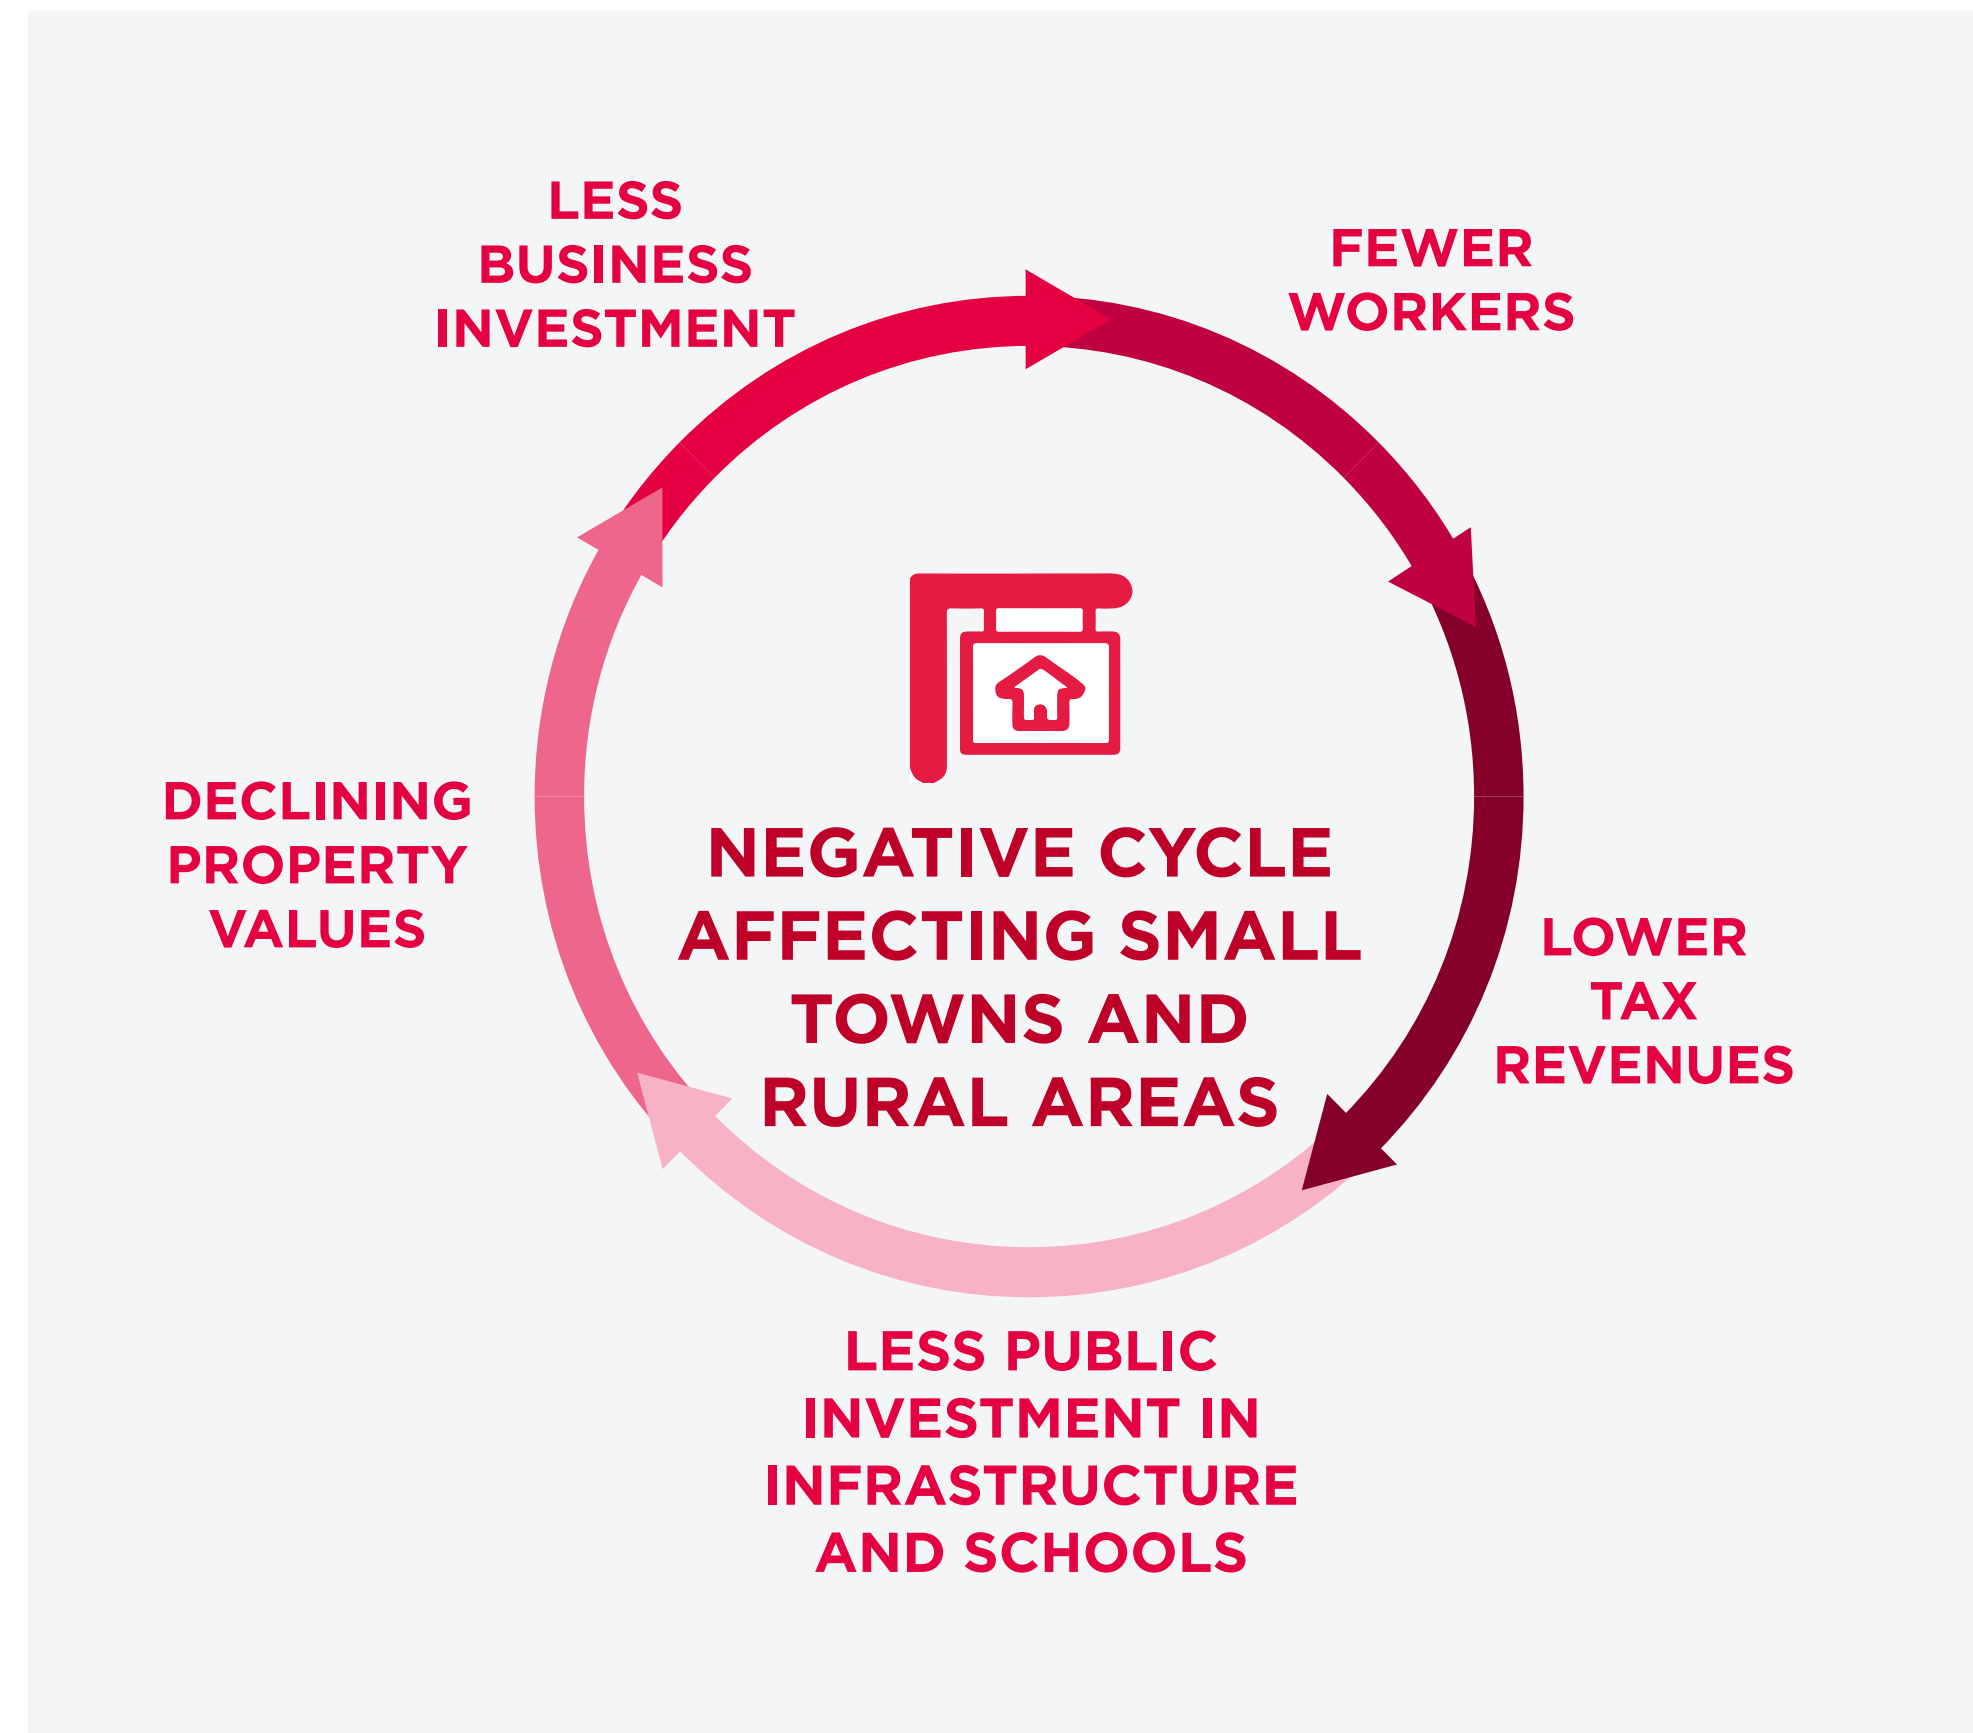 LESS
BUSINESS
INVESTMENT
FEWER
WORKERS
LOWER
TAX
REVENUES
LESS PUBLIC
INVESTMENT IN
INFRASTRUCTURE
AND SCHOOLS
DECLINING
PROPERTY
VALUES
NEGATIVE CYCLE
AFFECTING SMALL
TOWNS AND
RURAL AREAS